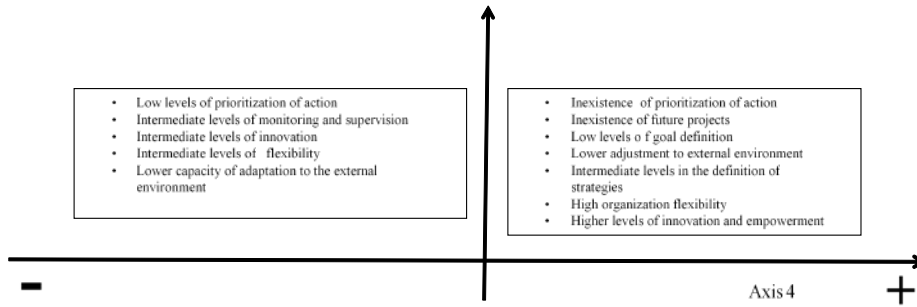 • Low levels of prioritization of action
• Intermediate levels of monitoring and supervision
• Intermediate levels of innovation
• Intermediate levels of flexibility
• Lower capacity of adaptation to the external
environment
• Inexistence of prioritization of action
• Inexistence of future projects
• Low levels o f goal definition
• Lower adjustment to external environment
• Intermediate levels in the definition of
strategies
• High organization flexibility
• Higher levels of innovation and empowerment
-
Axis 4
+